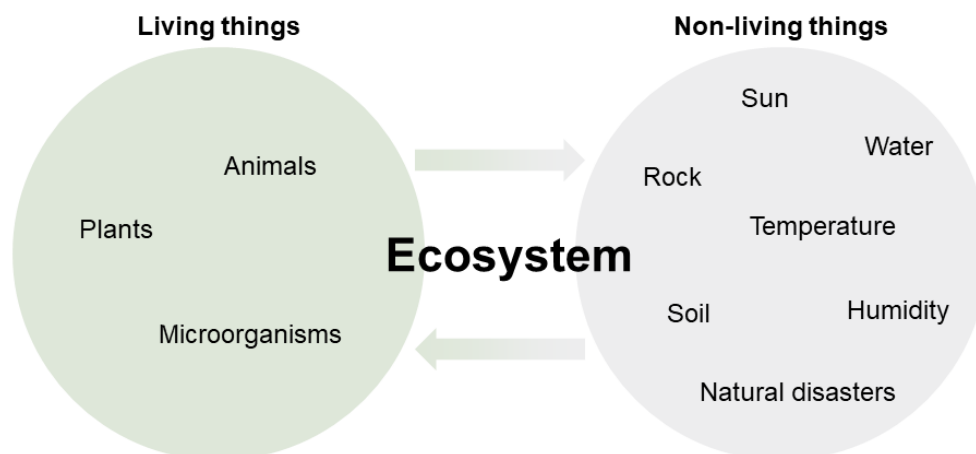 Living things
Non-living things
Sun
Water
Animals
Rock
Plants
Temperature
Ecosystem
Soil
Humidity
Microorganisms
Natural disasters